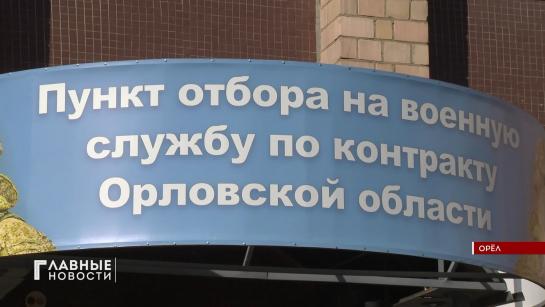 Пункт отбора на военную
службу по контракту
Орловской области
ОРЁЛ
ГЛАВНЫЕ
НОВОСТИ